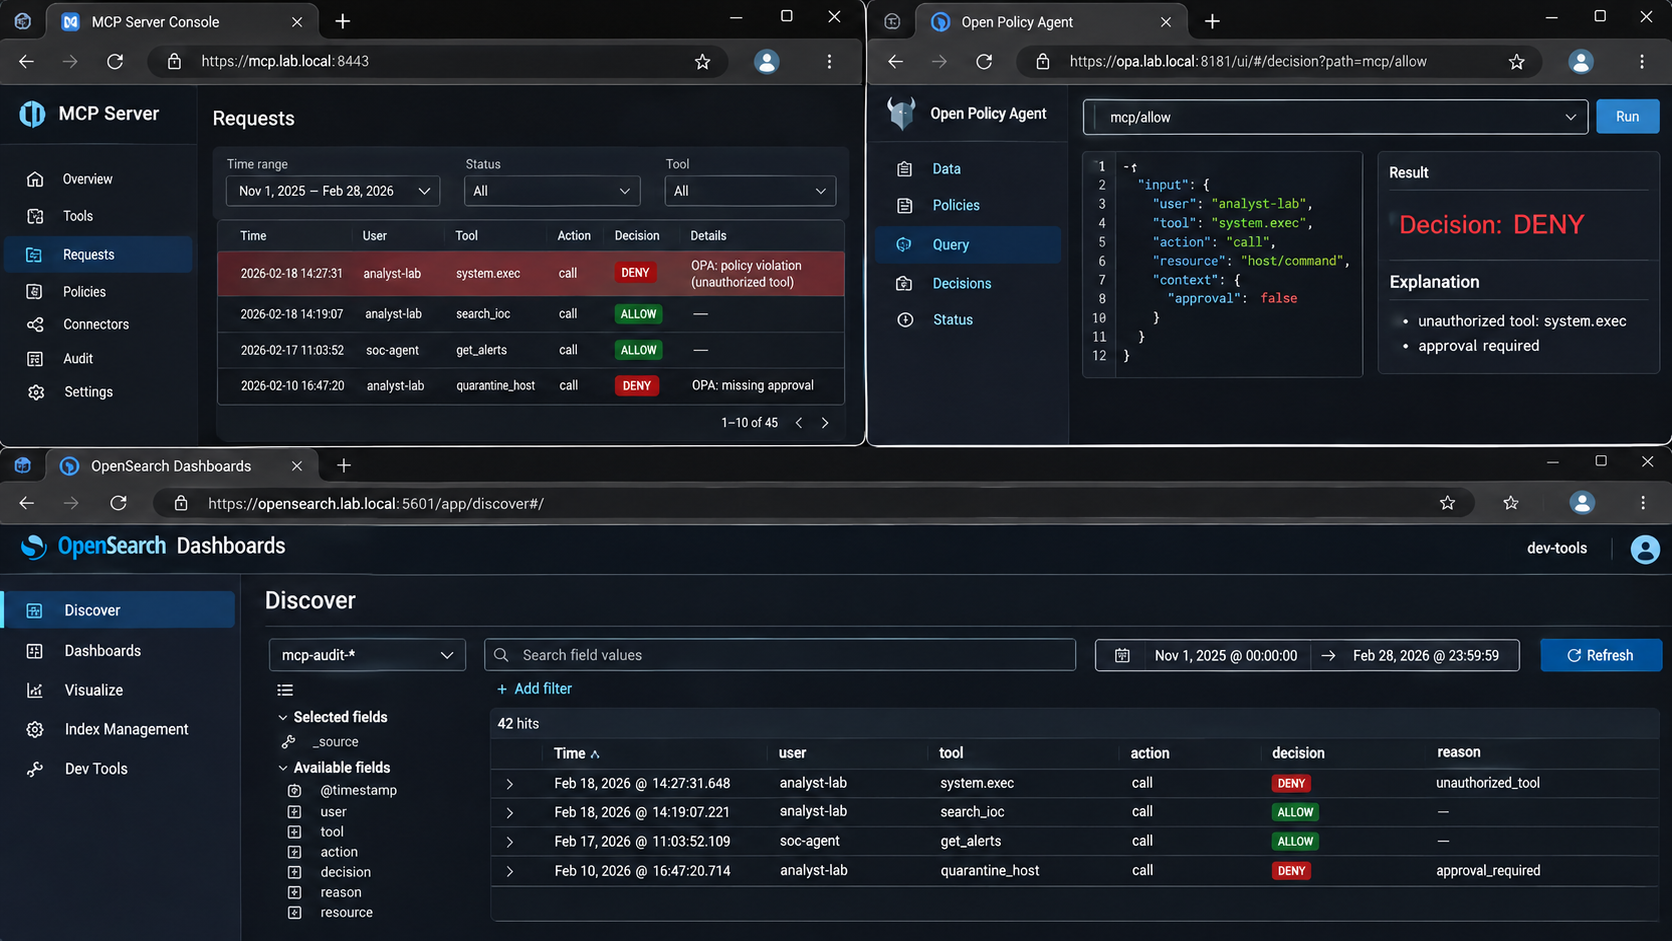 MCP Server Console
https://mcp.lab.local:8443
MCP Server
Overview
Tools
Requests
Policies
Connectors
Audit
Settings
Requests
Time range Status Tool
Nov 1, 2025 – Feb 28, 2026 All All
Time User Tool Action Decision Details
2026-02-18 14:27:31 analyst-lab system.exec call DENY OPA: policy violation
(unauthorized tool)
2026-02-18 14:19:07 analyst-lab search_ioc call ALLOW —
2026-02-17 11:03:52 soc-agent get_alerts call ALLOW —
2026-02-10 16:47:20 analyst-lab quarantine_host call DENY OPA: missing approval
1–10 of 45
Open Policy Agent
https://opa.lab.local:8181/ui/#/decision?path=mcp/allow
Open Policy Agent
Data
Policies
Query
Decisions
Status
mcp/allow Run
1
2 "input": {
3 "user": "analyst-lab",
4 "tool": "system.exec",
5 "action": "call",
6 "resource": "host/command",
7 "context": {
8 "approval": false
10 }
11 }
12 }
Result
Decision: DENY
Explanation
• unauthorized tool: system.exec
• approval required
OpenSearch Dashboards
https://opensearch.lab.local:5601/app/discover#/
OpenSearch Dashboards
dev-tools
Discover
Dashboards
Visualize
Index Management
Dev Tools
Discover
mcp-audit-* Search field values Nov 1, 2025 @ 00:00:00 → Feb 28, 2026 @ 23:59:59 Refresh
+ Add filter
Selected fields
_source
Available fields
@timestamp
user
tool
action
decision
reason
resource
42 hits
Time user tool action decision reason
Feb 18, 2026 @ 14:27:31.648 analyst-lab system.exec call DENY unauthorized_tool
Feb 18, 2026 @ 14:19:07.221 analyst-lab search_ioc call ALLOW —
Feb 17, 2026 @ 11:03:52.109 soc-agent get_alerts call ALLOW —
Feb 10, 2026 @ 16:47:20.714 analyst-lab quarantine_host call DENY approval_required